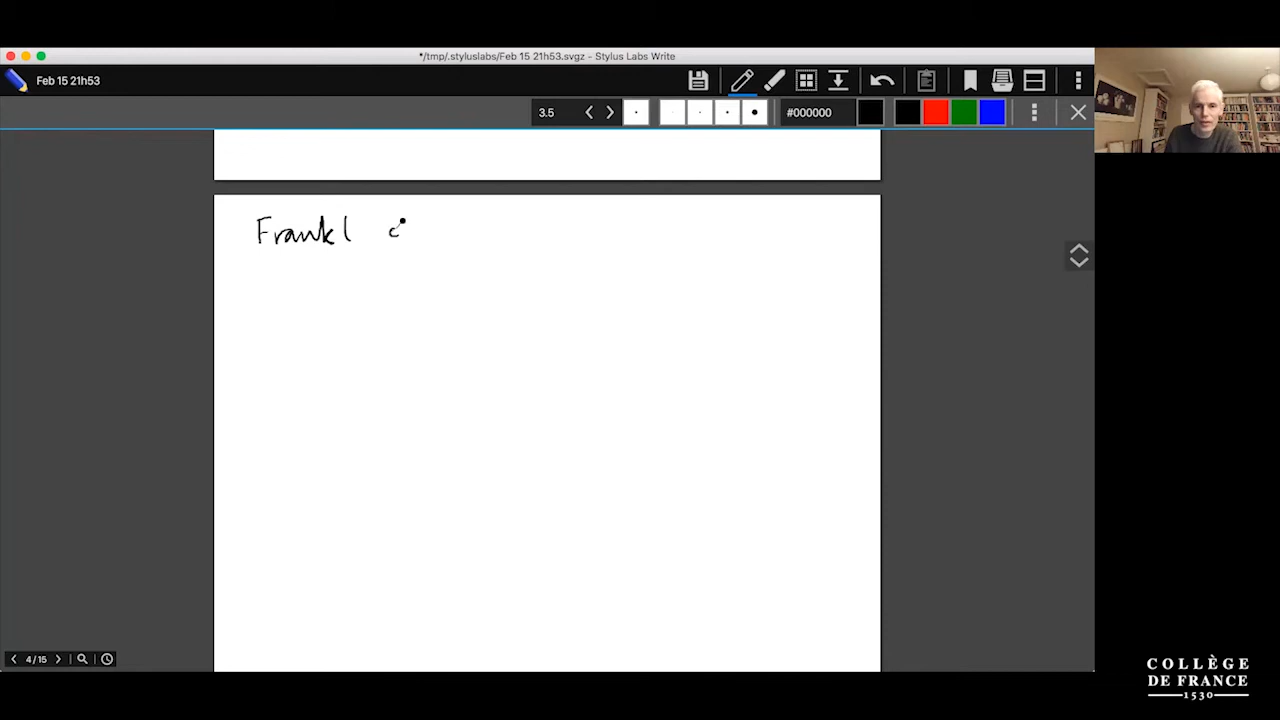 */tmp/.styluslabs/Feb 15 21h53.svgz - Stylus Labs Write
Feb 15 21h53
3.5
#000000
Frankl
4/15
COLLÈGE
DE FRANCE
1530